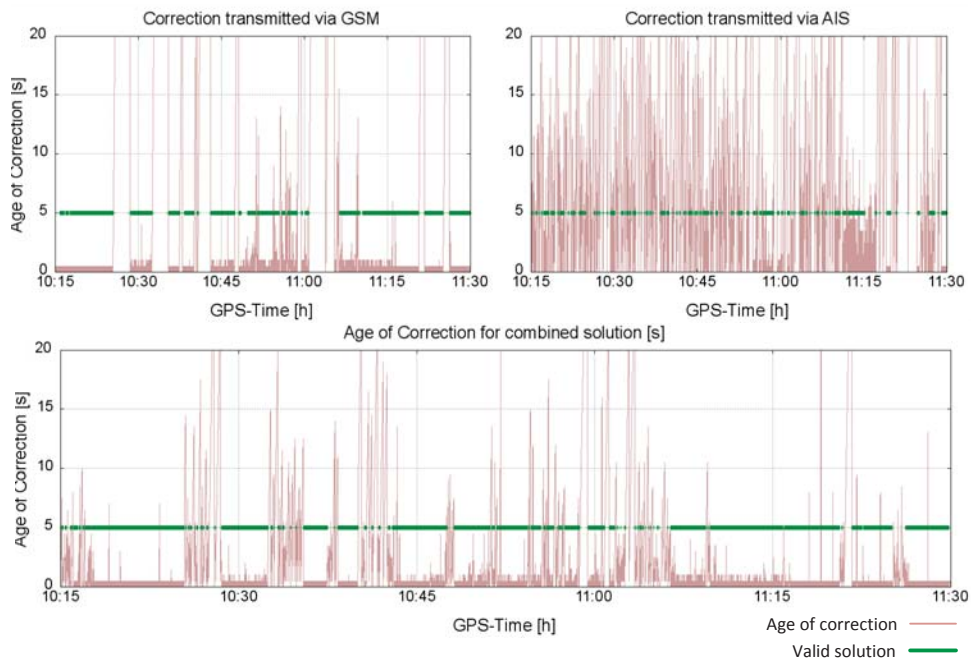 Correction transmitted via GSM
Age of Correction [s]
20
15
10
5
0
10:15 10:30 10:45 11:00 11:15 11:30
GPS-Time [h]
Correction transmitted via AIS
20
15
10
5
0
10:15 10:30 10:45 11:00 11:15 11:30
GPS-Time [h]
Age of Correction for combined solution [s]
Age of Correction [s]
20
15
10
5
0
10:15 10:30 10:45 11:00 11:15 11:30
GPS-Time [h]
Age of correction
Valid solution